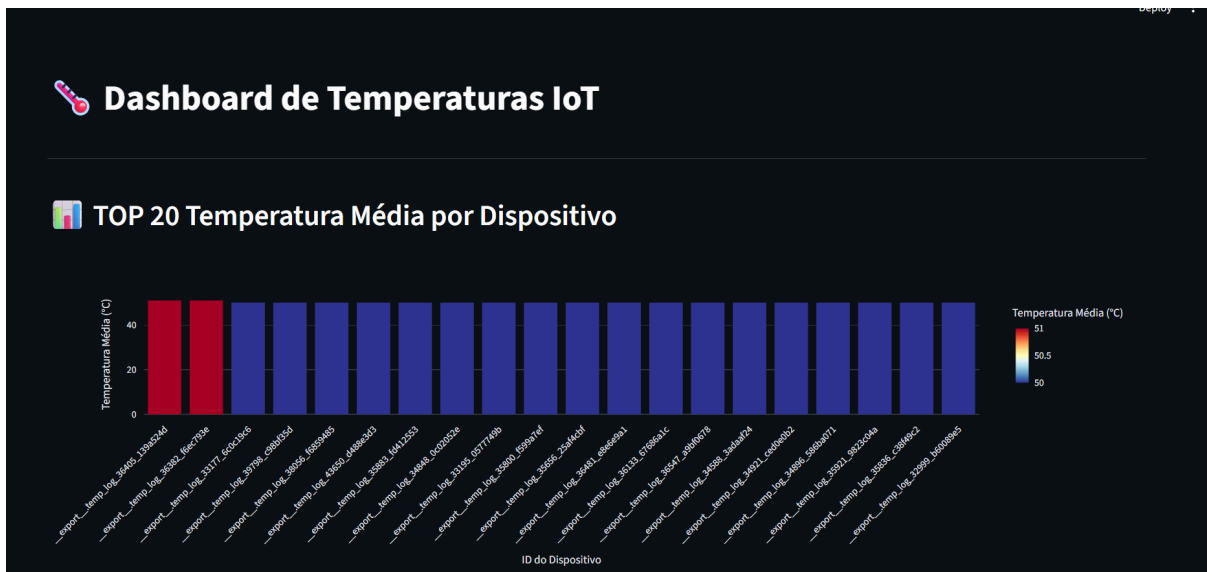 Deploy
Dashboard de Temperaturas IoT
TOP 20 Temperatura Média por Dispositivo
Temperatura Média (°C)
40
20
0
__export__.temp_log_36405_139a524d
__export__.temp_log_36382_f6ec793e
__export__.temp_log_33177_6c0c19c6
__export__.temp_log_39798_c98bf35d
__export__.temp_log_38056_f6859485
__export__.temp_log_43650_d488e3d3
__export__.temp_log_35883_fd412553
__export__.temp_log_34848_0c02052e
__export__.temp_log_33195_0577749b
__export__.temp_log_35800_f599a7ef
__export__.temp_log_35656_25af4cbf
__export__.temp_log_36481_e8e6e9a1
__export__.temp_log_36133_67686a1c
__export__.temp_log_36547_a9bf0678
__export__.temp_log_34588_3adaaf24
__export__.temp_log_34921_ced0e0b2
__export__.temp_log_34896_586ba071
__export__.temp_log_35921_9823c04a
__export__.temp_log_35836_c38f49c2
__export__.temp_log_32999_b60089e5
ID do Dispositivo
Temperatura Média (°C)
51
50.5
50